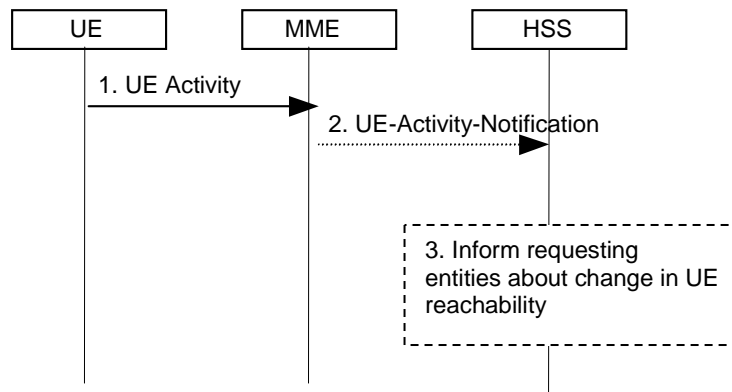 UE
MME
HSS
1. UE Activity
2. UE-Activity-Notification
3. Inform requesting
entities about change in UE
reachability